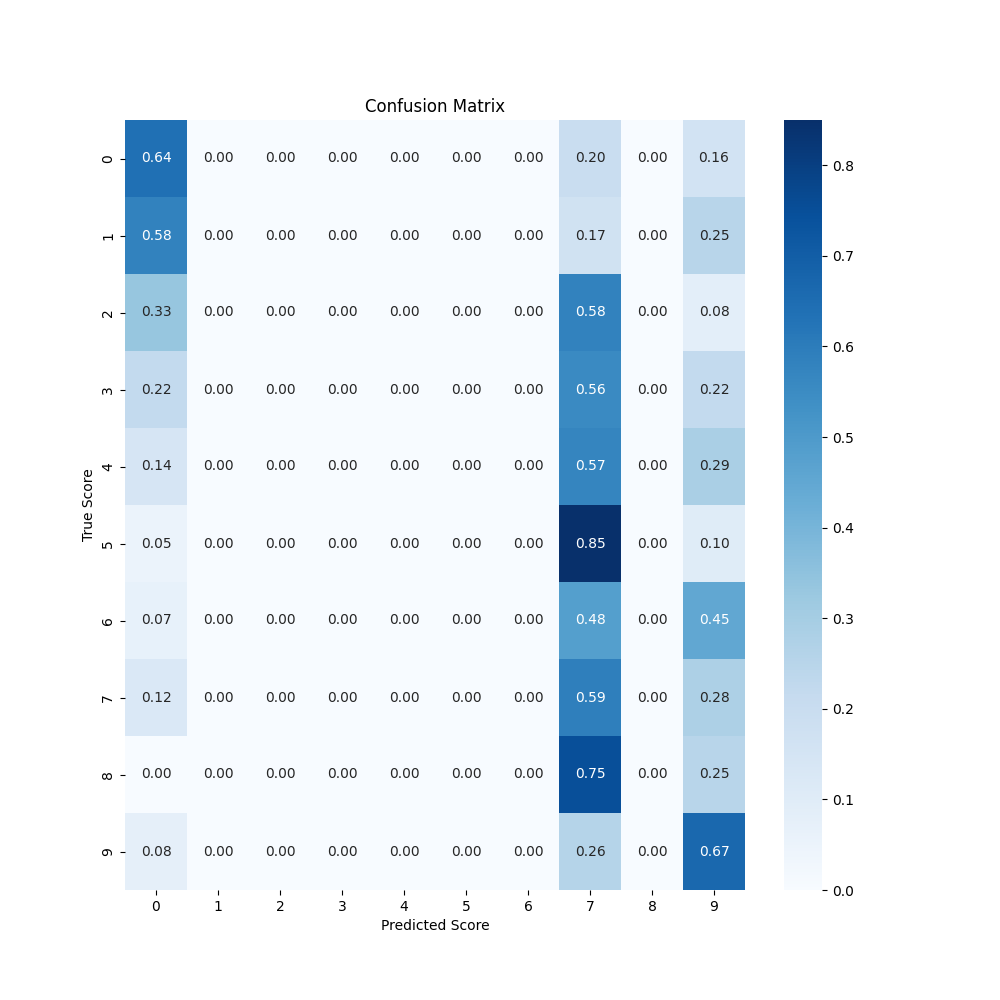 Confusion Matrix
True Score
0 0.64 0.00 0.00 0.00 0.00 0.00 0.00 0.20 0.00 0.16
1 0.58 0.00 0.00 0.00 0.00 0.00 0.00 0.17 0.00 0.25
2 0.33 0.00 0.00 0.00 0.00 0.00 0.00 0.58 0.00 0.08
3 0.22 0.00 0.00 0.00 0.00 0.00 0.00 0.56 0.00 0.22
4 0.14 0.00 0.00 0.00 0.00 0.00 0.00 0.57 0.00 0.29
5 0.05 0.00 0.00 0.00 0.00 0.00 0.00 0.85 0.00 0.10
6 0.07 0.00 0.00 0.00 0.00 0.00 0.00 0.48 0.00 0.45
7 0.12 0.00 0.00 0.00 0.00 0.00 0.00 0.59 0.00 0.28
8 0.00 0.00 0.00 0.00 0.00 0.00 0.00 0.75 0.00 0.25
9 0.08 0.00 0.00 0.00 0.00 0.00 0.00 0.26 0.00 0.67
0 1 2 3 4 5 6 7 8 9
Predicted Score
0.8
0.7
0.6
0.5
0.4
0.3
0.2
0.1
0.0